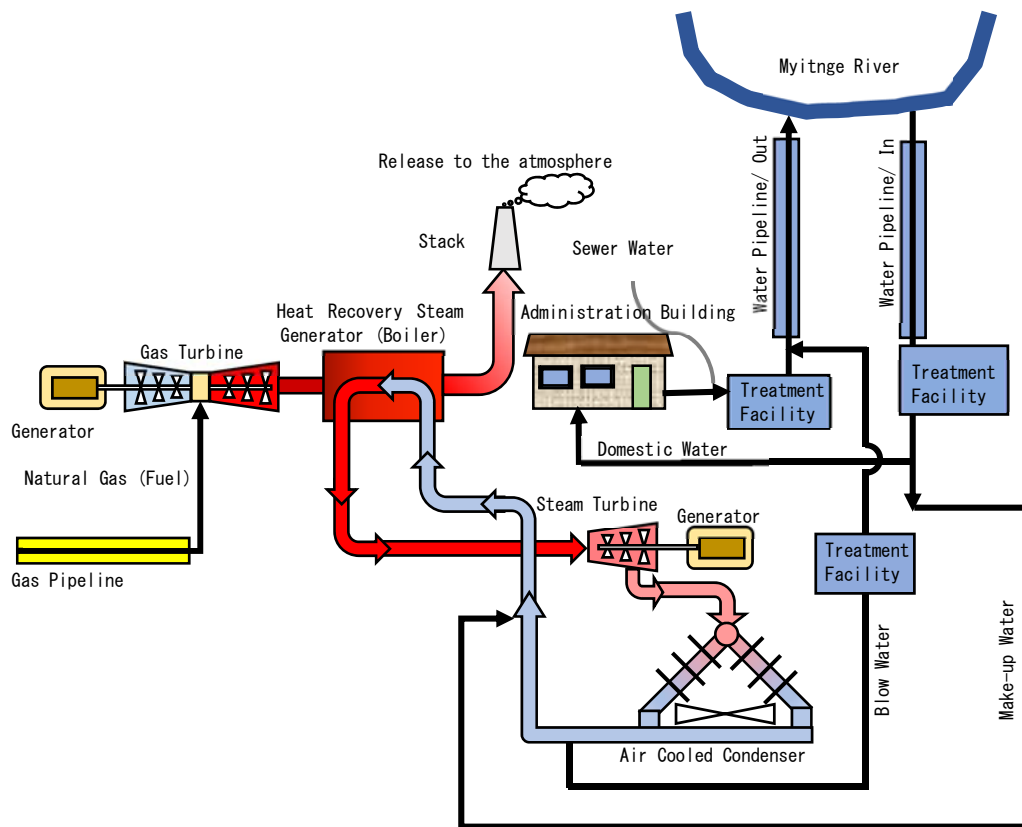 Myitnge River
Release to the atmosphere
Water Pipeline/ Out
Water Pipeline/ In
Stack
Sewer Water
Heat Recovery Steam
Generator (Boiler)
Administration Building
Gas Turbine
Treatment
Facility
Treatment
Facility
Generator
Domestic Water
Natural Gas (Fuel)
Steam Turbine
Generator
Treatment
Facility
Gas Pipeline
Blow Water
Make-up Water
Air Cooled Condenser